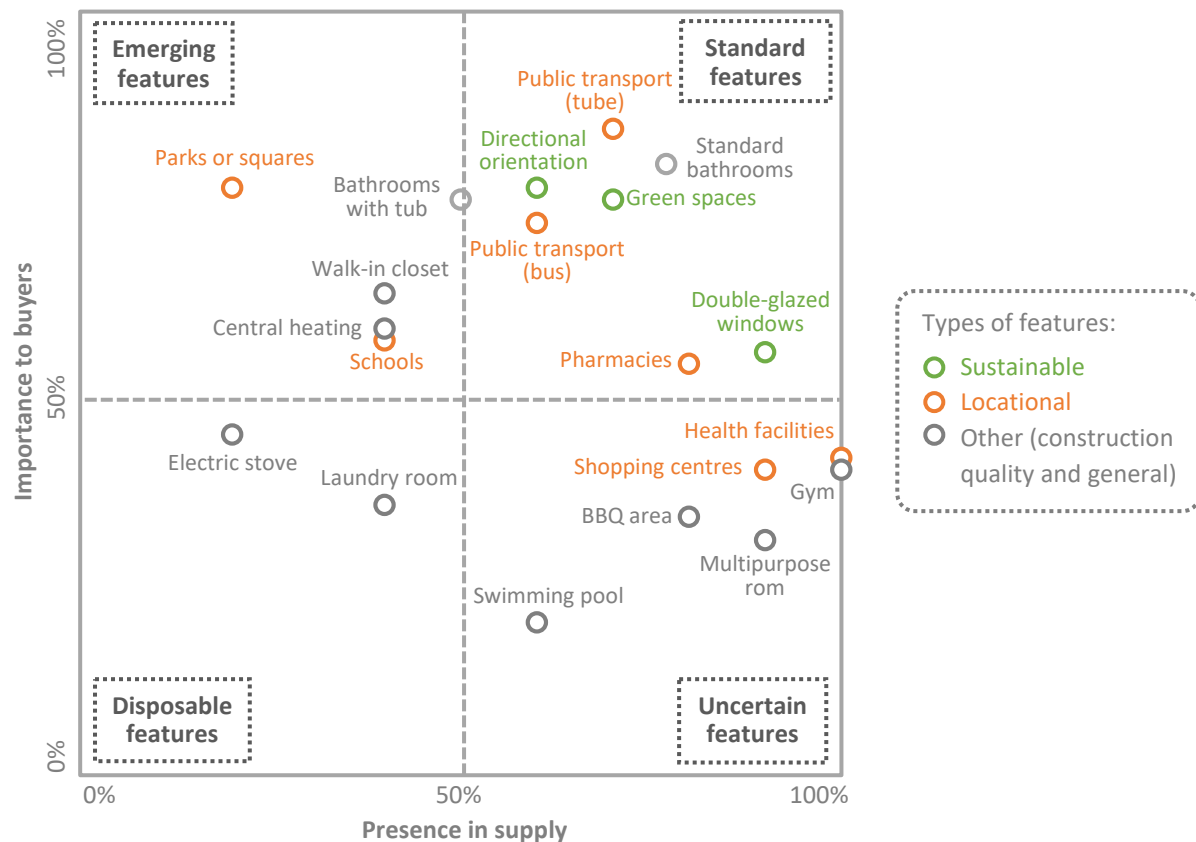 100%
Emerging
features
Standard
features
Public transport
(tube)
Directional
orientation
Standard
bathrooms
Parks or squares
Bathrooms
with tub
Green spaces
Public transport
(bus)
Walk-in closet
Central heating
Schools
Double-glazed
windows
Pharmacies
Importance to buyers
50%
Electric stove
Laundry room
Health facilities
Shopping centres
Gym
BBQ area
Multipurpose
rom
Swimming pool
Disposable
features
Uncertain
features
0%
0%
50%
100%
Presence in supply
Types of features:
Sustainable
Locational
Other (construction
quality and general)